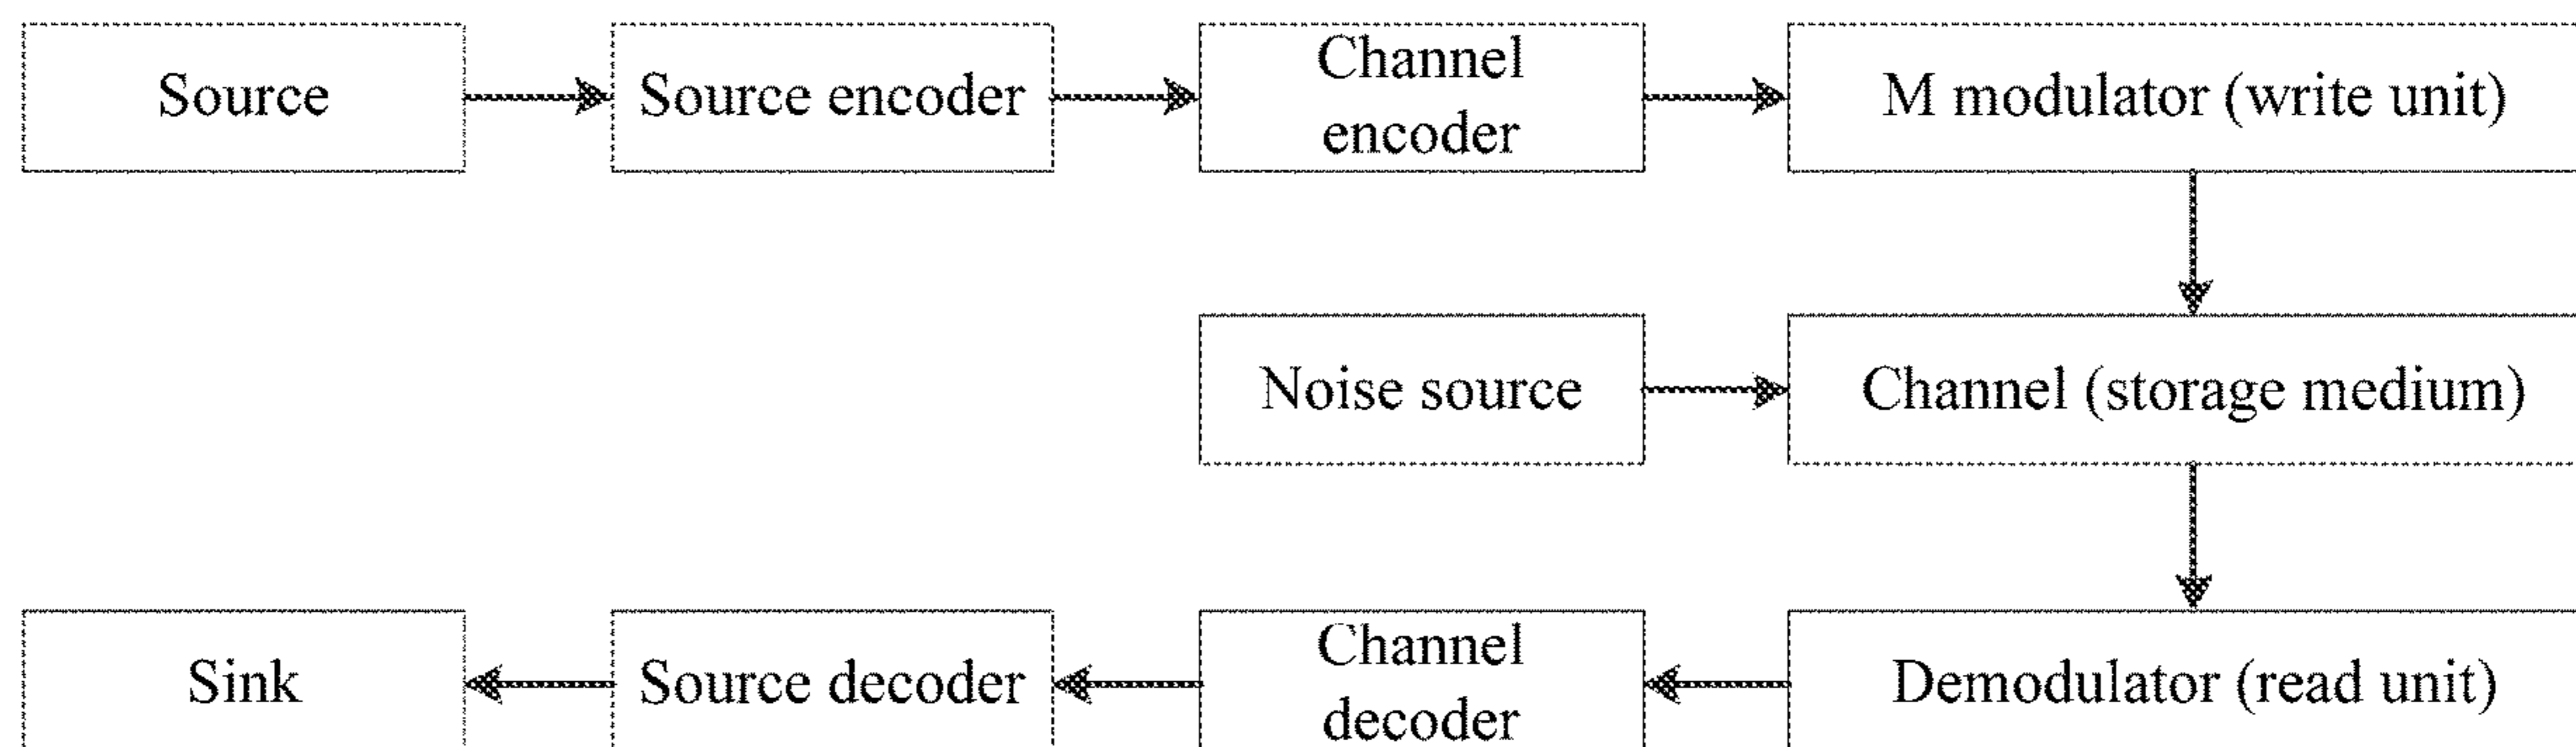 Source
Source encoder
Channel
encoder
M modulator (write unit)
Noise source
Channel (storage medium)
Sink
Source decoder
Channel
decoder
Demodulator (read unit)